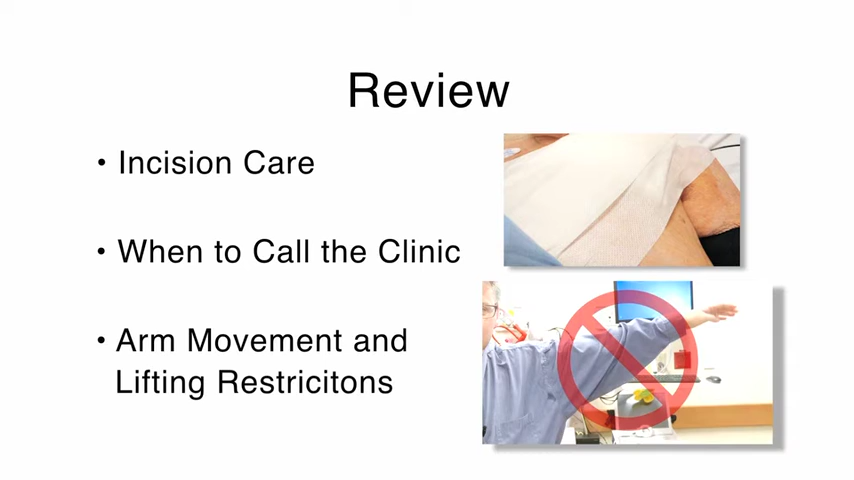 Review
• Incision Care
• When to Call the Clinic
• Arm Movement and
Lifting Restricitons